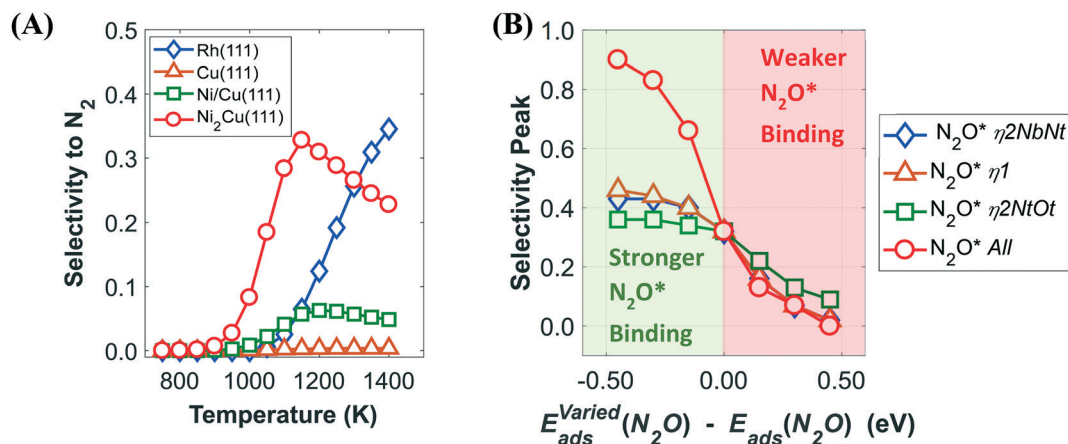 (A)
0.5
0.4
0.3
0.2
0.1
0.0
Selectivity to N₂
Rh(111)
Cu(111)
Ni/Cu(111)
Ni₂Cu(111)
800 1000 1200 1400
Temperature (K)
(B)
1.0
0.8
0.6
0.4
0.2
0.0
Selectivity Peak
Weaker
N₂O*
Binding
Stronger
N₂O*
Binding
-0.50 0.00 0.50
E_ads^Varied(N₂O) - E_ads(N₂O) (eV)
N₂O* η2NbNt
N₂O* η1
N₂O* η2NtOt
N₂O* All